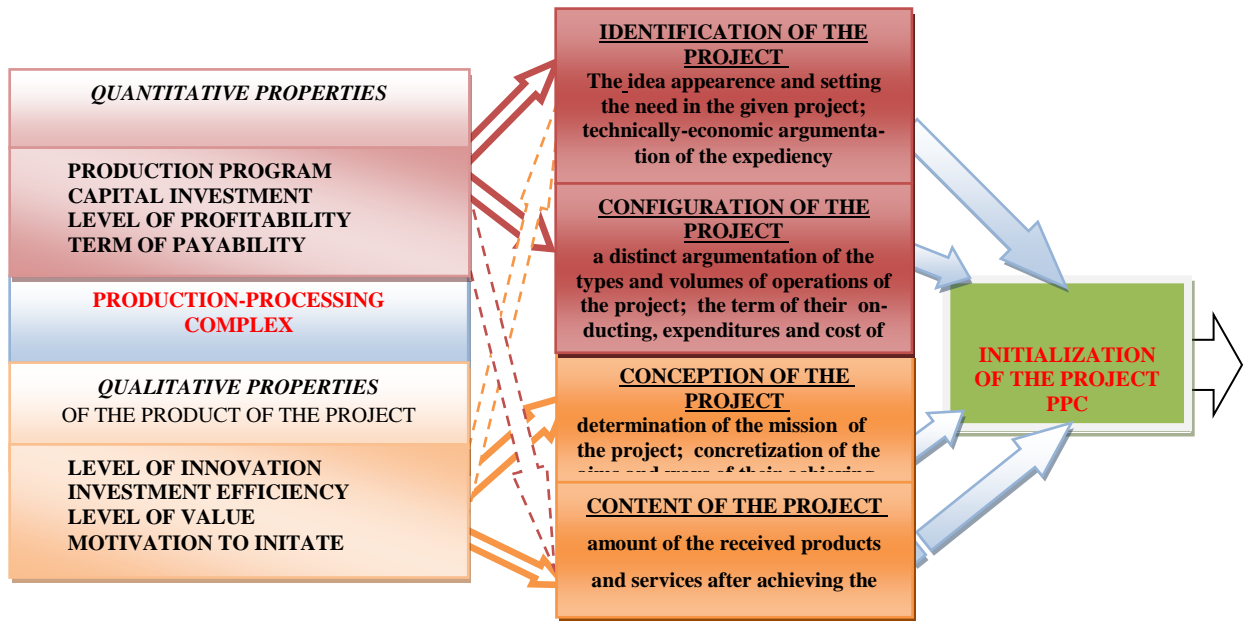 QUANTITATIVE PROPERTIES
PRODUCTION PROGRAM
CAPITAL INVESTMENT
LEVEL OF PROFITABILITY
TERM OF PAYABILITY
PRODUCTION-PROCESSING
COMPLEX
QUALITATIVE PROPERTIES
OF THE PRODUCT OF THE PROJECT
LEVEL OF INNOVATION
INVESTMENT EFFICIENCY
LEVEL OF VALUE
MOTIVATION TO INITATE
IDENTIFICATION OF THE
PROJECT
The idea appearence and setting
the need in the given project;
technically-economic argumenta-
tion of the expediency
CONFIGURATION OF THE
PROJECT
a distinct argumentation of the
types and volumes of operations of
the project; the term of their on-
ducting, expenditures and cost of
CONCEPTION OF THE
PROJECT
determination of the mission of
the project; concretization of the
aims and ways of their achieving
CONTENT OF THE PROJECT
amount of the received products
and services after achieving the
INITIALIZATION
OF THE PROJECT
PPC